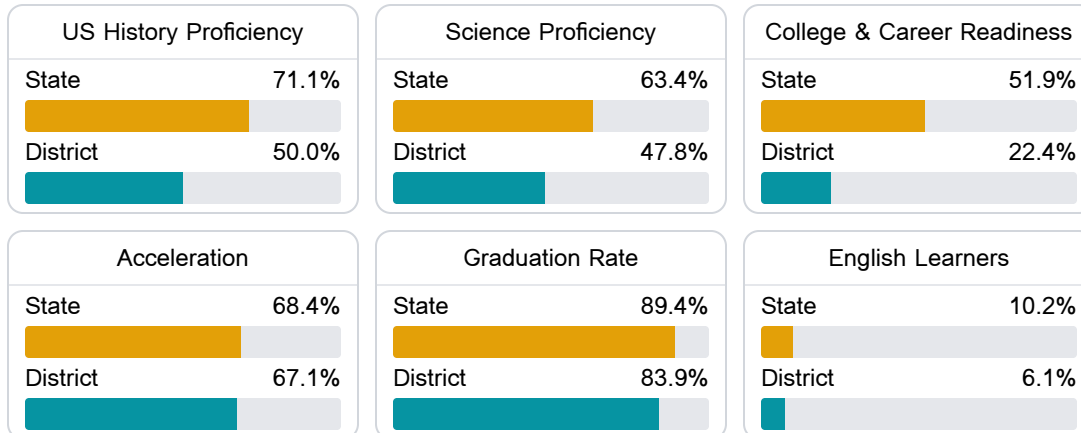 US History Proficiency
State 71.1%
District 50.0%
Science Proficiency
State 63.4%
District 47.8%
College & Career Readiness
State 51.9%
District 22.4%
Acceleration
State 68.4%
District 67.1%
Graduation Rate
State 89.4%
District 83.9%
English Learners
State 10.2%
District 6.1%